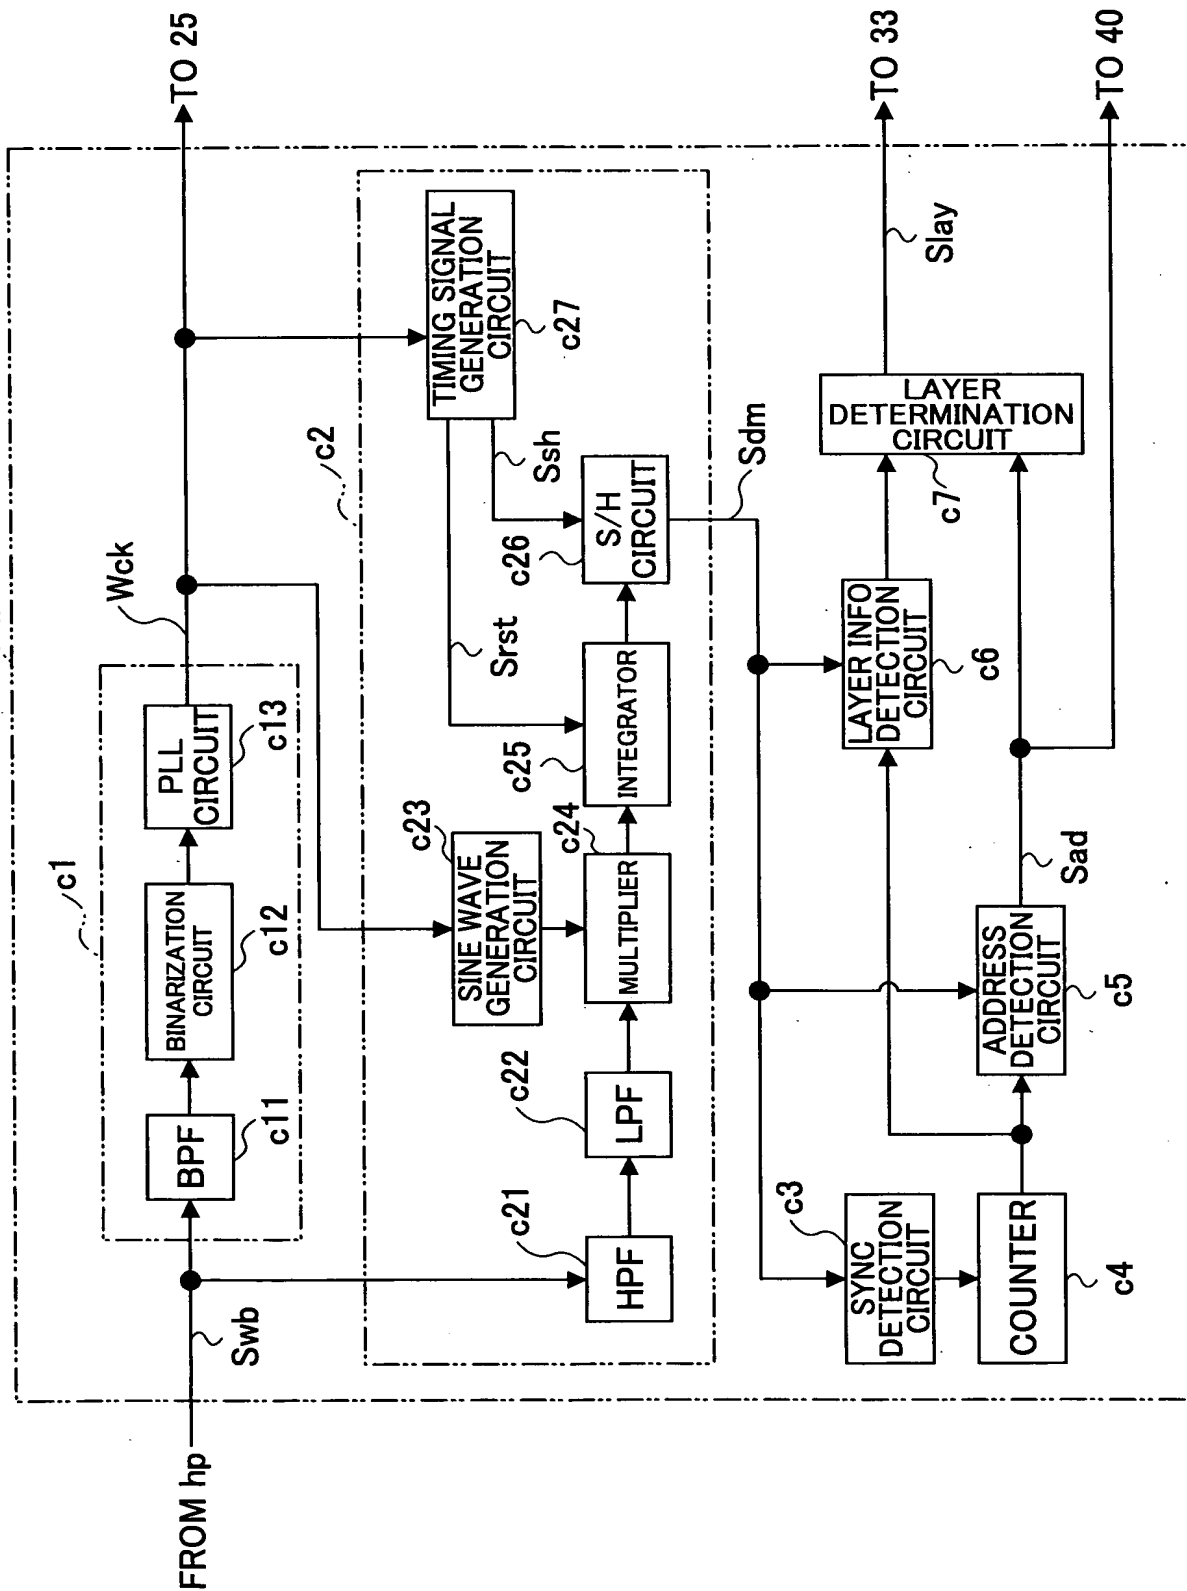 FROM hp
Swb
c1
BPF
c11
BINARIZATION
CIRCUIT
c12
PLL
CIRCUIT
c13
Wck
TO 25
c2
HPF
c21
LPF
c22
SINE WAVE
GENERATION
CIRCUIT
c23
MULTIPLIER
c24
INTEGRATOR
c25
S/H
CIRCUIT
c26
TIMING SIGNAL
GENERATION
CIRCUIT
c27
Srst
Ssh
Sdm
SYNC
DETECTION
CIRCUIT
c3
COUNTER
c4
ADDRESS
DETECTION
CIRCUIT
c5
Sad
LAYER INFO
DETECTION
CIRCUIT
c6
LAYER
DETERMINATION
CIRCUIT
c7
Slay
TO 33
TO 40